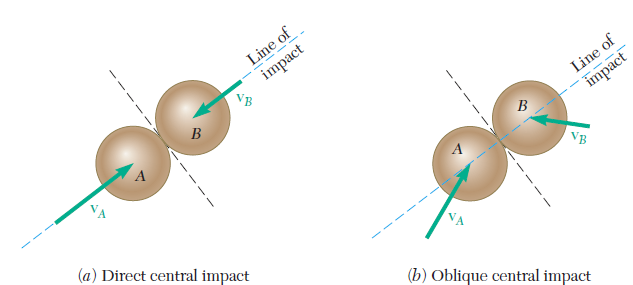 Line of
impact
v_B
B
A
v_A
(a) Direct central impact
Line of
impact
B
A
v_B
v_A
(b) Oblique central impact